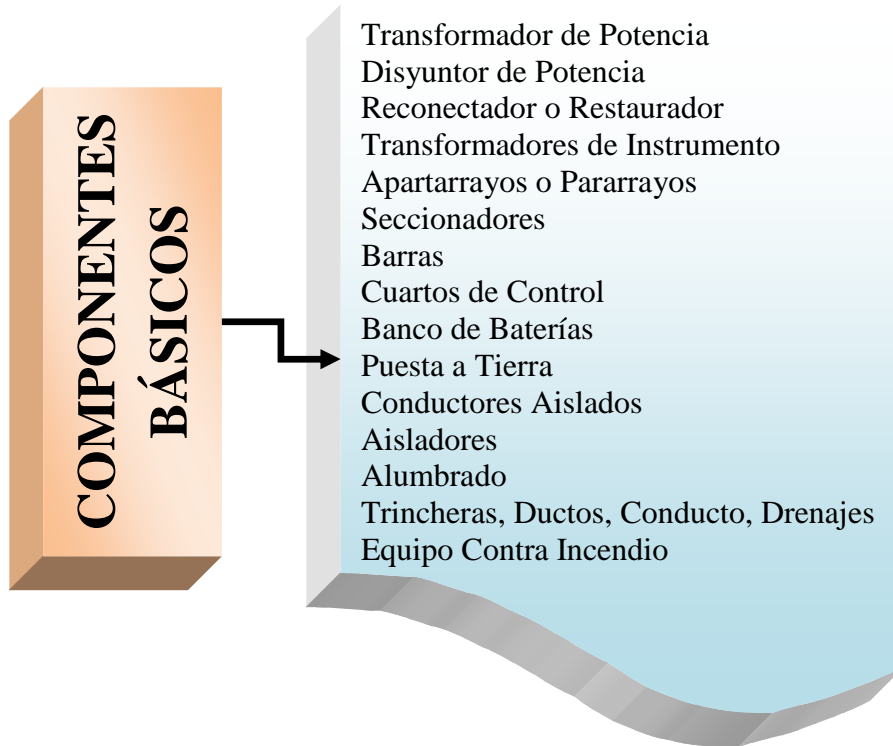 COMPONENTES
BÁSICOS
Transformador de Potencia
Disyuntor de Potencia
Reconectador o Restaurador
Transformadores de Instrumento
Apartarrayos o Pararrayos
Seccionadores
Barras
Cuartos de Control
Banco de Baterías
Puesta a Tierra
Conductores Aislados
Aisladores
Alumbrado
Trincheras, Ductos, Conducto, Drenajes
Equipo Contra Incendio